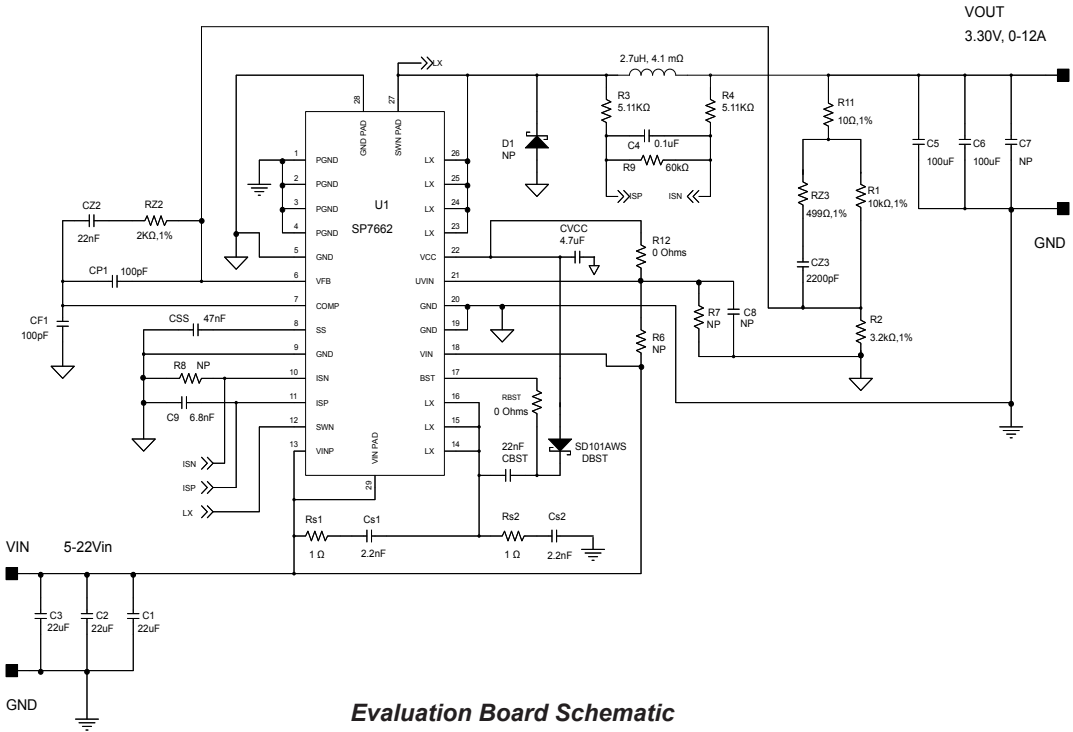 VOUT
3.30V, 0-12A
2.7uH, 4.1 mΩ
LX
28
27
GND PAD
SWN PAD
R3
5.11KΩ
R4
5.11KΩ
R11
10Ω,1%
D1
NP
C4
0.1uF
R9
60kΩ
ISP
ISN
C5
100uF
C6
100uF
C7
NP
RZ3
499Ω,1%
R1
10kΩ,1%
CZ3
2200pF
R2
3.2kΩ,1%
GND
U1
SP7662
1 PGND
2 PGND
3 PGND
4 PGND
5 GND
6 VFB
7 COMP
8 SS
9 GND
10 ISN
11 ISP
12 SWN
13 VINP
LX 26
LX 25
LX 24
LX 23
VCC 22
UVIN 21
GND 20
GND 19
VIN 18
BST 17
LX 16
LX 15
LX 14
VIN PAD
29
CZ2
22nF
RZ2
2KΩ,1%
CP1
100pF
CF1
100pF
CSS
47nF
R8
NP
C9
6.8nF
ISN
ISP
LX
CVCC
4.7uF
R12
0 Ohms
R7
NP
C8
NP
R6
NP
RBST
0 Ohms
22nF
CBST
SD101AWS
DBST
Rs1
1 Ω
Cs1
2.2nF
Rs2
1 Ω
Cs2
2.2nF
VIN
5-22Vin
C3
22uF
C2
22uF
C1
22uF
GND
Evaluation Board Schematic